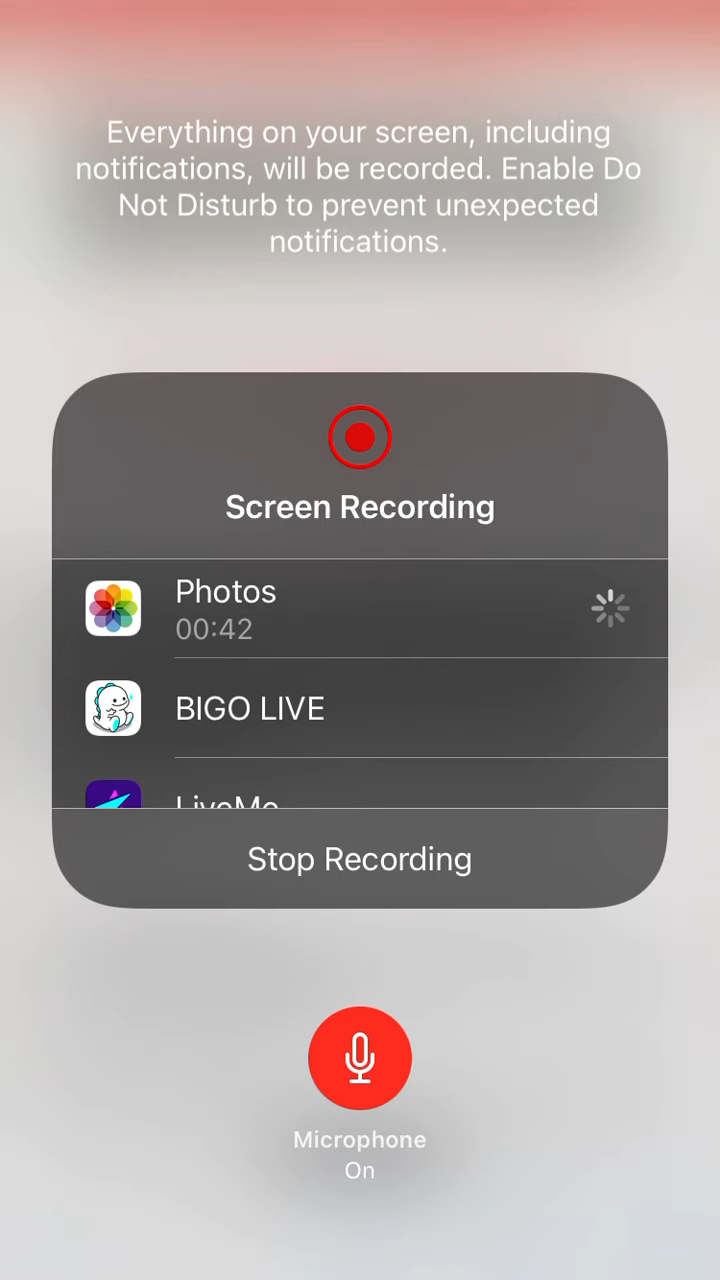 Everything on your screen, including
notifications, will be recorded. Enable Do
Not Disturb to prevent unexpected
notifications.
Screen Recording
Photos
00:42
BIGO LIVE
LiveMe
Stop Recording
Microphone
On